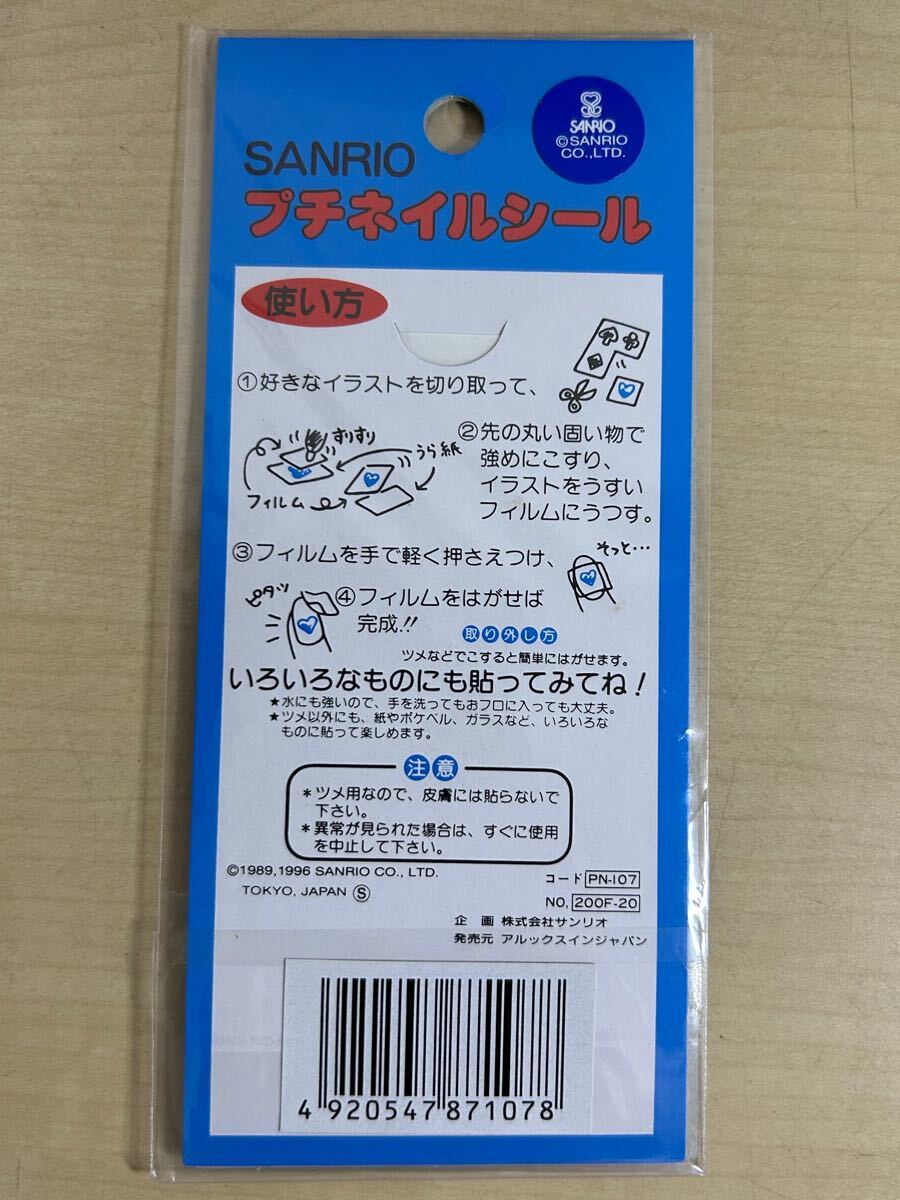 SANRIO
©SANRIO
CO.,LTD.
SANRIO
プチネイルシール
使い方
①好きなイラストを切り取って、
②先の丸い固い物で
強めにこすり、
イラストをうすい
フィルムにうつす。
すりすり
うら紙
フィルム
③フィルムを手で軽く押さえつけ、
そっと…
ピタッ
④フィルムをはがせば
完成!!
取り外し方
ツメなどでこすると簡単にはがせます。
いろいろなものにも貼ってみてね!
★水にも強いので、手を洗ってもおフロに入っても大丈夫。
★ツメ以外にも、紙やポケベル、ガラスなど、いろいろな
ものに貼って楽しめます。
注意
*ツメ用なので、皮膚には貼らないで
下さい。
*異常が見られた場合は、すぐに使用
を中止して下さい。
©1989,1996 SANRIO CO., LTD.
TOKYO, JAPAN Ⓢ
コード PN-107
NO, 200F-20
企 画 株式会社サンリオ
発売元 アルックスインジャパン
4 920547 871078